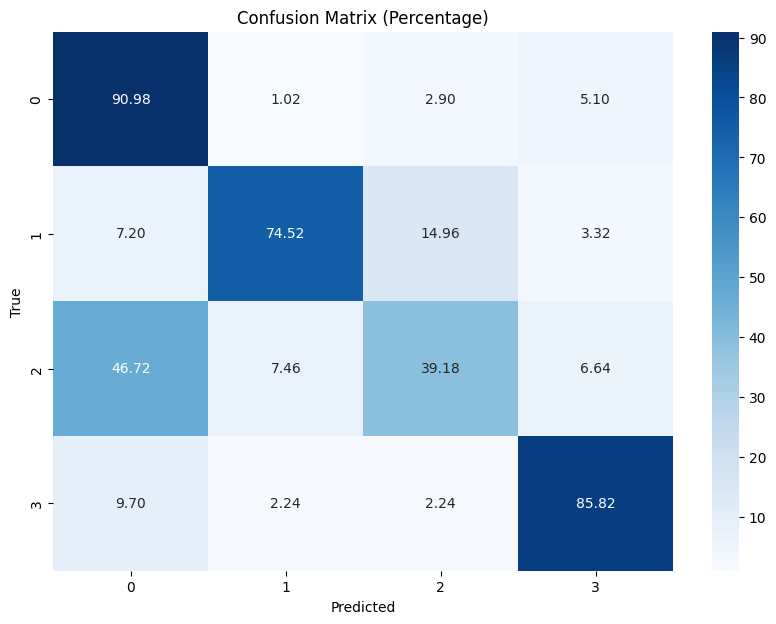 Confusion Matrix (Percentage)
90
0 90.98 1.02 2.90 5.10
80
70
1 7.20 74.52 14.96 3.32
60
50
True
2 46.72 7.46 39.18 6.64
40
30
3 9.70 2.24 2.24 85.82
20
10
0 1 2 3
Predicted